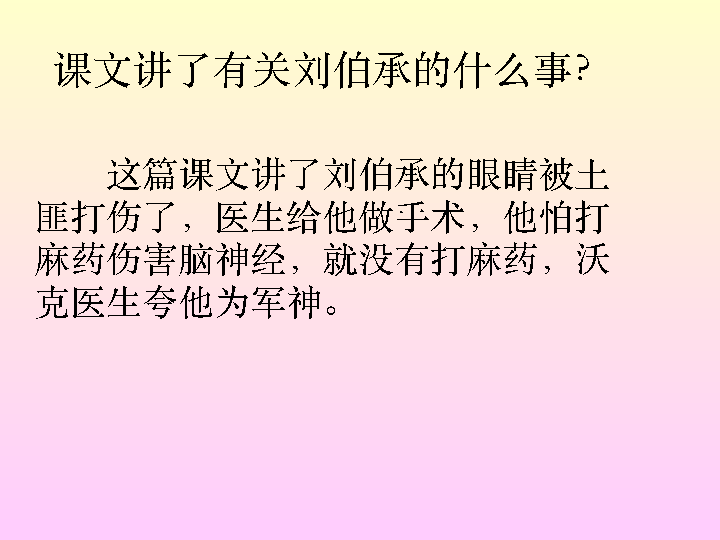 课文讲了有关刘伯承的什么事?
这篇课文讲了刘伯承的眼睛被土
匪打伤了，医生给他做手术，他怕打
麻药伤害脑神经，就没有打麻药，沃
克医生夸他为军神。